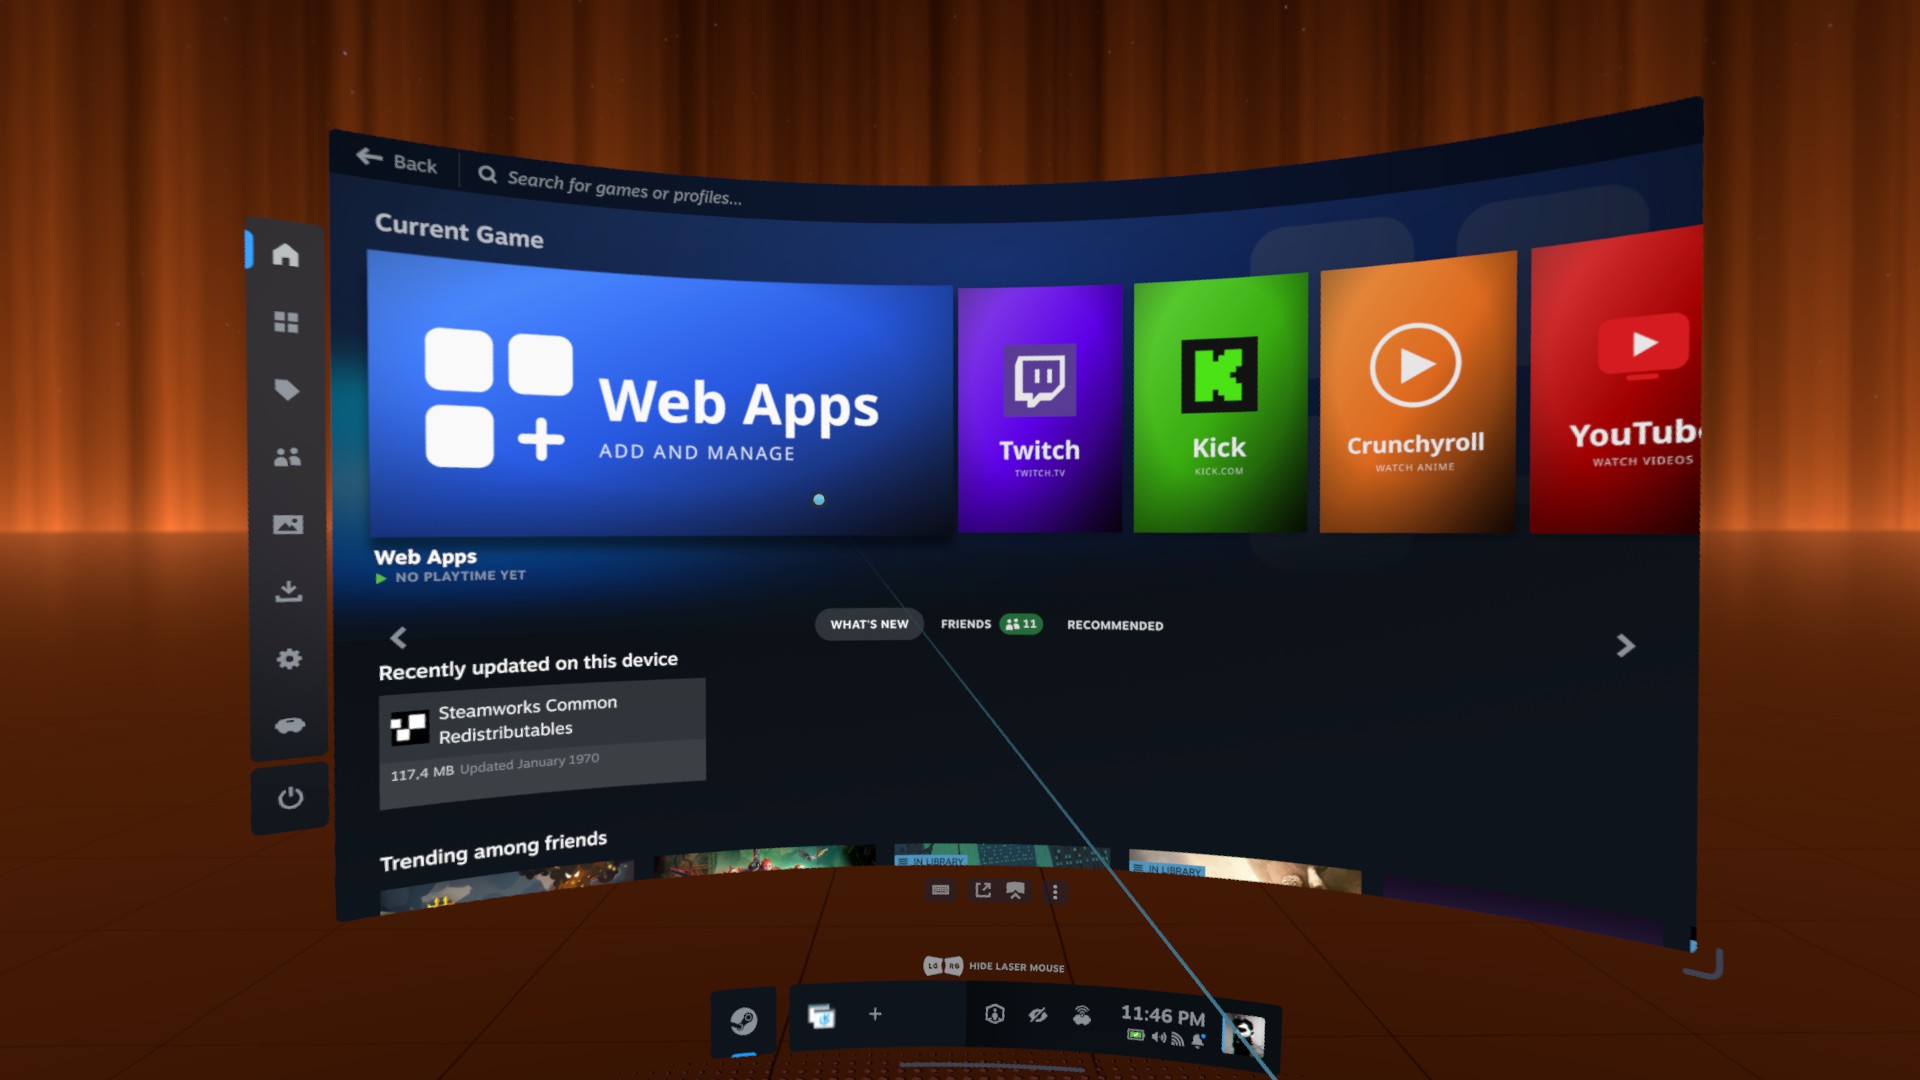 Back
Search for games or profiles...
Current Game
Web Apps
ADD AND MANAGE
Twitch
TWITCH.TV
Kick
KICK.COM
Crunchyroll
WATCH ANIME
YouTube
WATCH VIDEOS
Web Apps
NO PLAYTIME YET
WHAT'S NEW
FRIENDS 11
RECOMMENDED
Recently updated on this device
Steamworks Common
Redistributables
117,4 MB Updated January 1970
Trending among friends
IN LIBRARY
IN LIBRARY
LG RG HIDE LASER MOUSE
11:46 PM